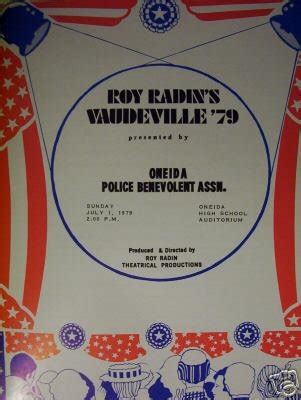 ROY RADIN'S
VAUDEVILLE '79
presented by
ONEIDA
POLICE BENEVOLENT ASSN.
SUNDAY
JULY 1, 1979
2:00 P.M.
ONEIDA
HIGH SCHOOL
AUDITORIUM
Produced & Directed by
ROY RADIN
THEATRICAL PRODUCTIONS